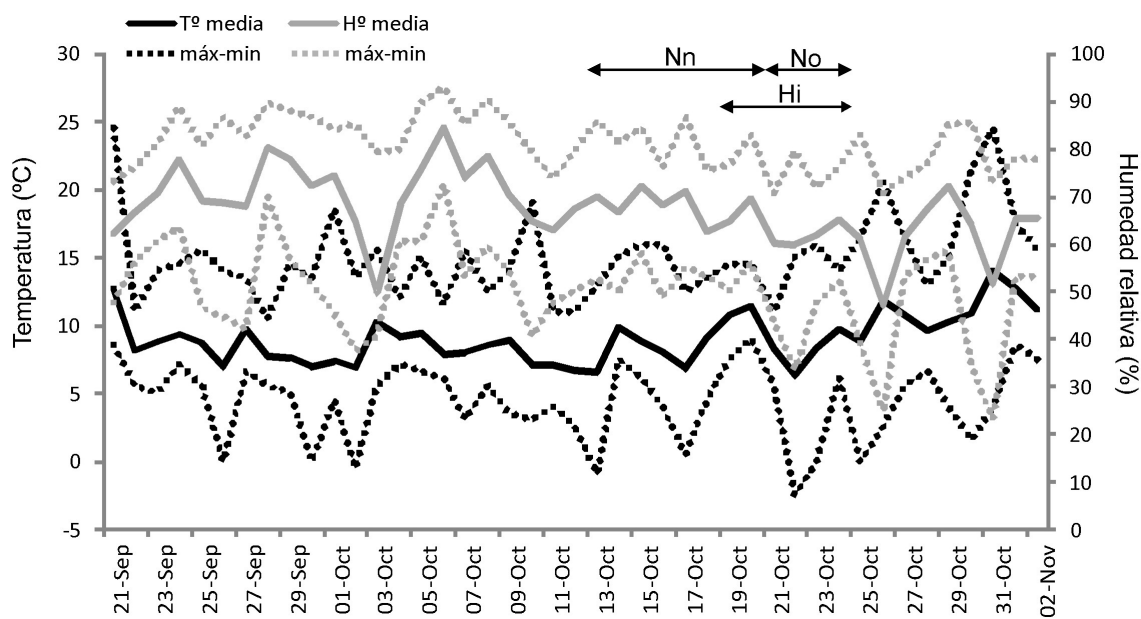 Tº media Hº media
máx-min máx-min
30 100
25 90
20 80
15 70
10 60
5 50
0 40
-5 30
20
10
0
Nn No
Hi
Temperatura (ºC)
Humedad relativa (%)
21-Sep
23-Sep
25-Sep
27-Sep
29-Sep
01-Oct
03-Oct
05-Oct
07-Oct
09-Oct
11-Oct
13-Oct
15-Oct
17-Oct
19-Oct
21-Oct
23-Oct
25-Oct
27-Oct
29-Oct
31-Oct
02-Nov